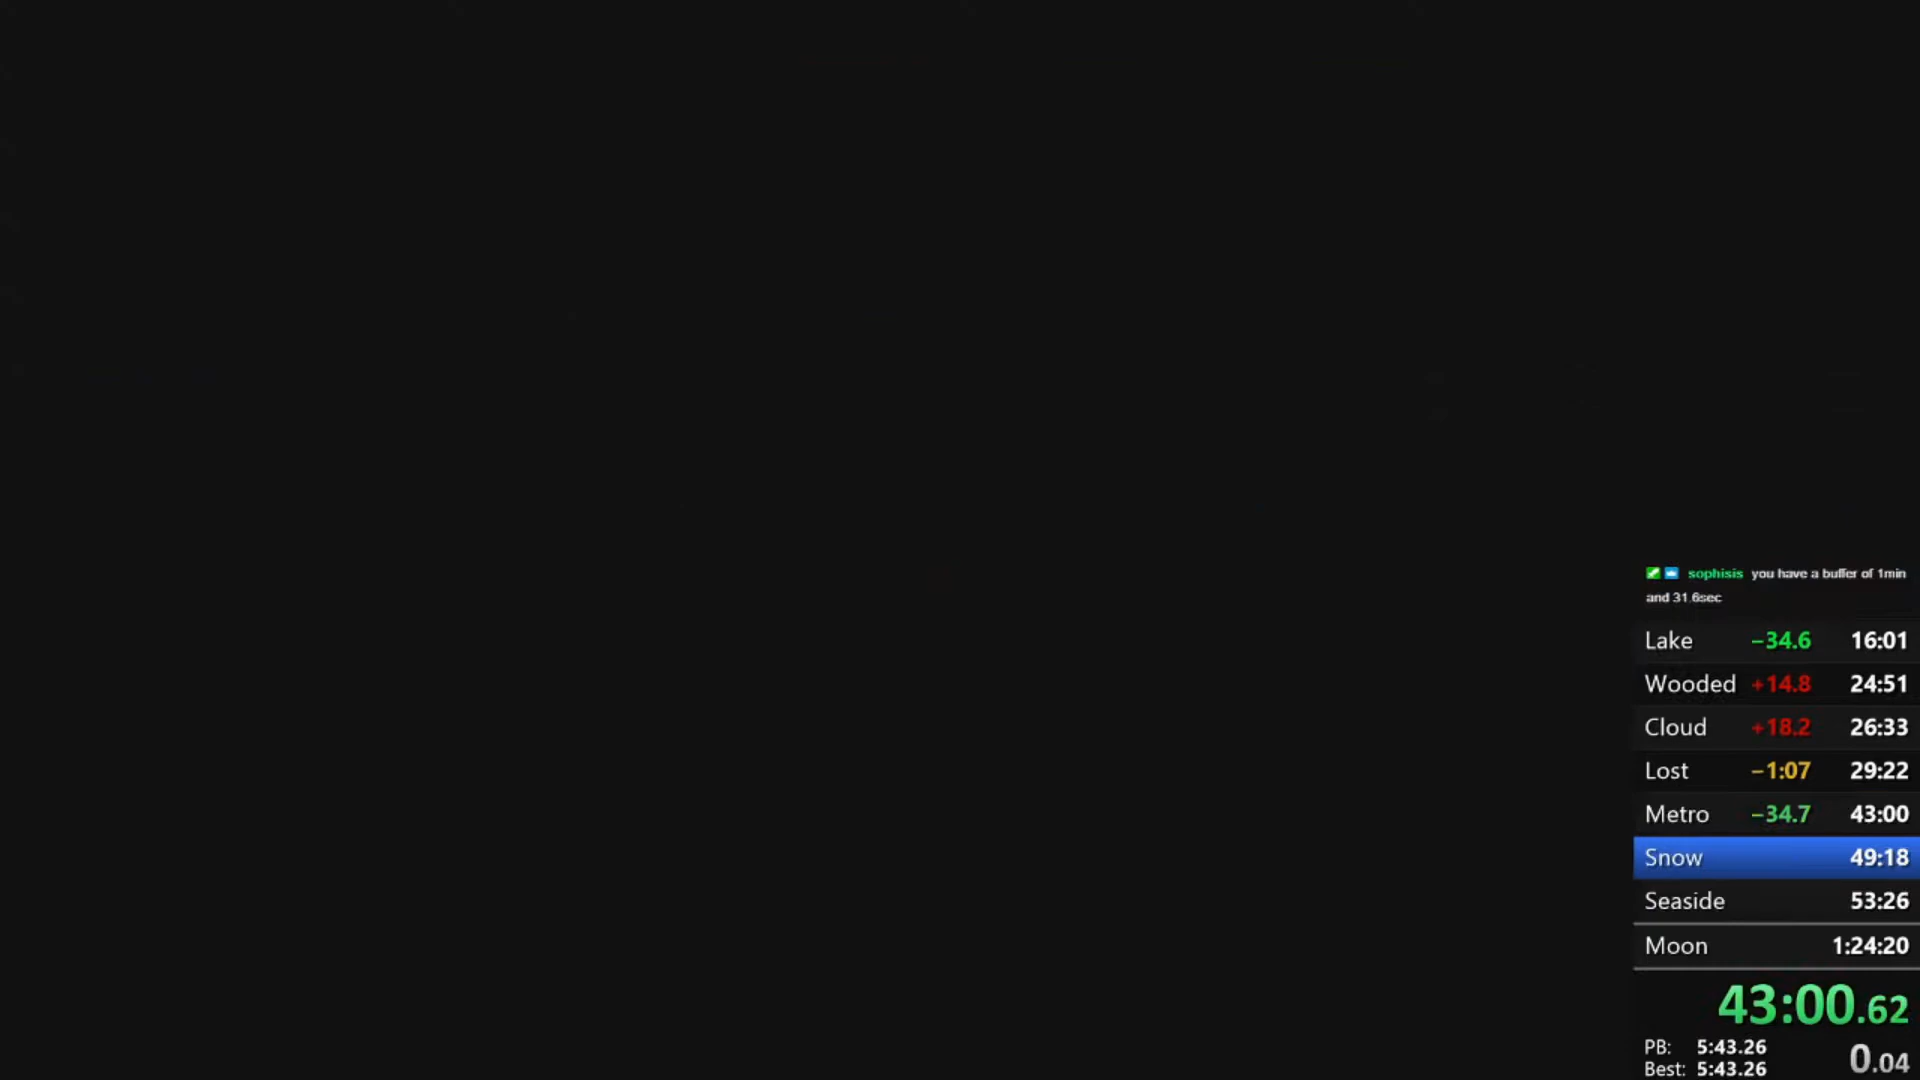 sophisis you have a buffer of 1min
and 31.6sec
Lake −34.6 16:01
Wooded +14.8 24:51
Cloud +18.2 26:33
Lost −1:07 29:22
Metro −34.7 43:00
Snow 49:18
Seaside 53:26
Moon 1:24:20
43:00.62
PB: 5:43.26
Best: 5:43.26 0.04